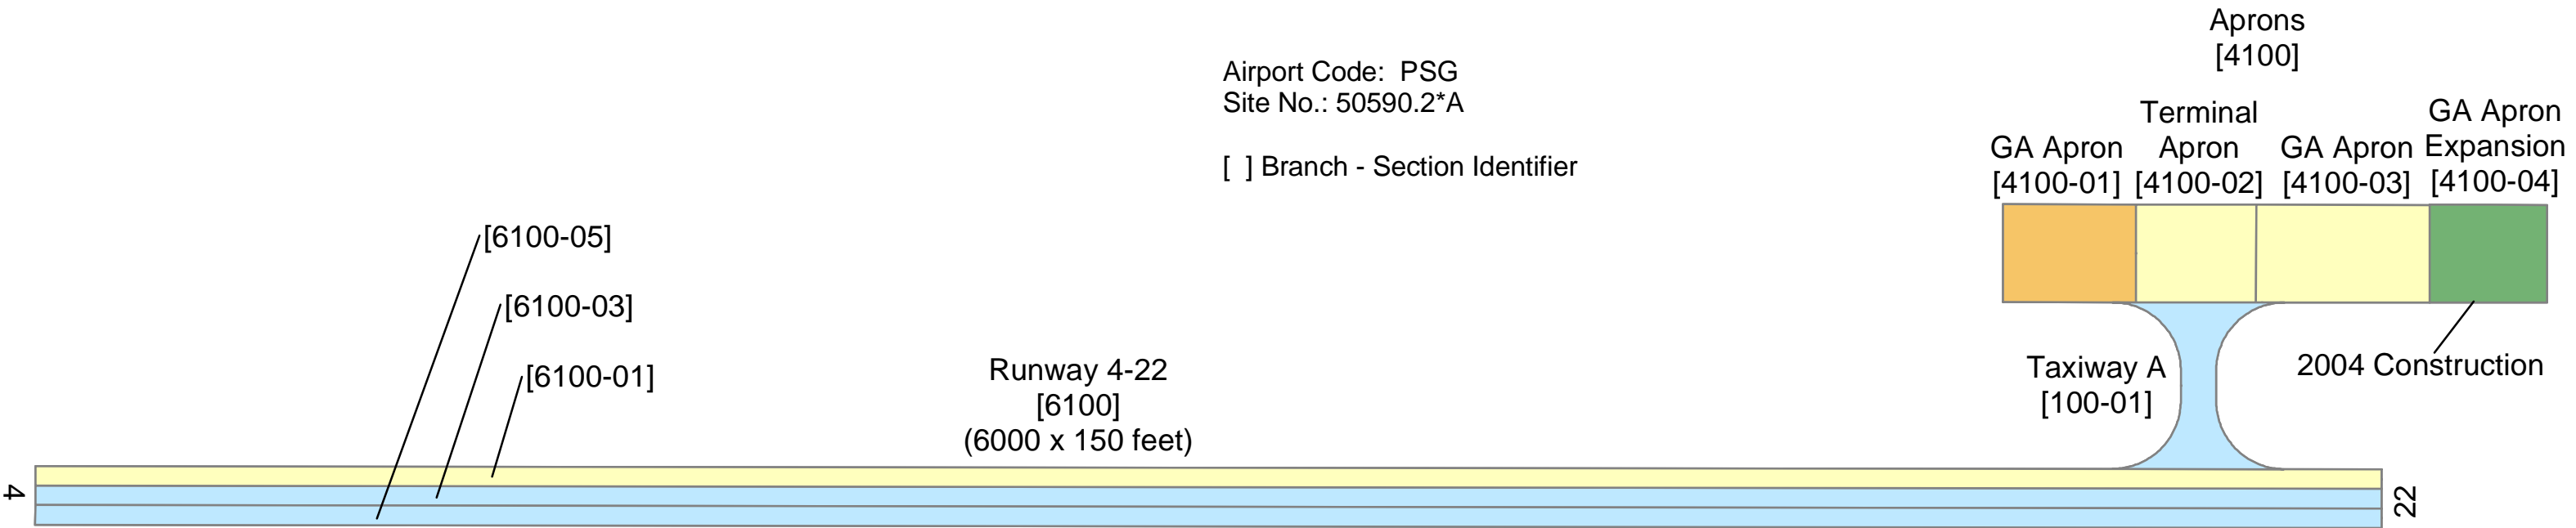 Aprons
[4100]
Airport Code:  PSG
Site No.: 50590.2*A
[  ] Branch - Section Identifier
GA Apron
[4100-01]
Terminal
Apron
[4100-02]
GA Apron
[4100-03]
GA Apron
Expansion
[4100-04]
[6100-05]
[6100-03]
[6100-01]
Runway 4-22
[6100]
(6000 x 150 feet)
Taxiway A
[100-01]
2004 Construction
4
22